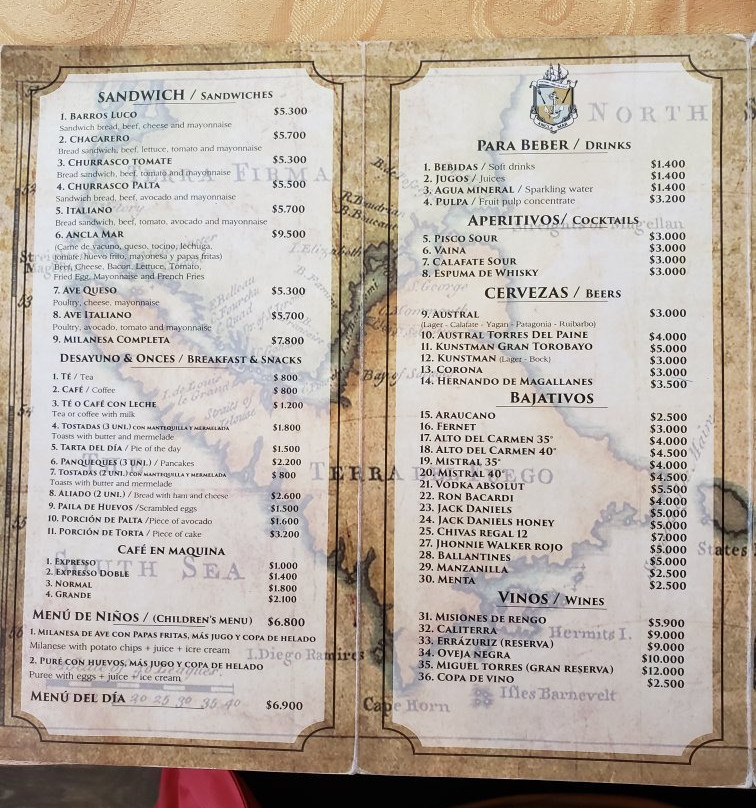 SANDWICH / SANDWICHES
1. BARROS LUCO $5.300
Sandwich bread, beef, cheese and mayonnaise
2. CHACARERO $5.700
Bread sandwich, beef, lettuce, tomato and mayonnaise
3. CHURRASCO TOMATE $5.300
Bread sandwich, beef, tomato and mayonnaise
4. CHURRASCO PALTA $5.500
Sandwich bread, beef, avocado and mayonnaise
5. ITALIANO $5.700
Bread sandwich, beef, tomato, avocado and mayonnaise
6. ANCLA MAR $9.500
(Carne de vacuno, queso, tocino, lechuga,
tomate, huevo frito, mayonesa y papas fritas)
Beef, Cheese, Bacon, Lettuce, Tomato,
Fried Egg, Mayonnaise and French Fries
7. AVE QUESO $5.300
Poultry, cheese, mayonnaise
8. AVE ITALIANO $5.700
Poultry, avocado, tomato and mayonnaise
9. MILANESA COMPLETA $7.800
DESAYUNO & ONCES / BREAKFAST & SNACKS
1. TÉ / Tea $ 800
2. CAFÉ / Coffee $ 800
3. TÉ O CAFÉ CON LECHE $ 1.200
Tea or coffee with milk
4. TOSTADAS (3 UNI.) CON MANTEQUILLA Y MERMELADA $1.800
Toasts with butter and mermelade
5. TARTA DEL DÍA / Pie of the day $1.500
6. PANQUEQUES (3 UNI.) / Pancakes $2.200
7. TOSTADAS (2 UNI.) CON MANTEQUILLA Y MERMELADA $ 800
Toasts with butter and mermelade
8. ALIADO (2 UNI.) / Bread with ham and cheese $2.600
9. PAILA DE HUEVOS /Scrambled eggs $1.500
10. PORCIÓN DE PALTA /Piece of avocado $1.600
11. PORCIÓN DE TORTA / Piece of cake $3.200
CAFÉ EN MAQUINA
1. EXPRESSO $1.000
2. EXPRESSO DOBLE $1.400
3. NORMAL $1.800
4. GRANDE $2.100
MENÚ DE NIÑOS / (CHILDREN'S MENU) $6.800
1. MILANESA DE AVE CON PAPAS FRITAS, MÁS JUGO Y COPA DE HELADO
Milanese with potato chips + juice + icre cream
2. PURÉ CON HUEVOS, MÁS JUGO Y COPA DE HELADO
Puree with eggs + juice + ice cream
MENÚ DEL DÍA $6.900
20 25 30 35 40
TERRA FIRMA
SOUTH SEA
I.Diego Ramires
Cape Horn
TERRA DEL FUEGO
ANCLA MAR
NORTH
PARA BEBER / DRINKS
1. BEBIDAS / Soft drinks $1.400
2. JUGOS / Juices $1.400
3. AGUA MINERAL / Sparkling water $1.400
4. PULPA / Fruit pulp concentrate $3.200
APERITIVOS/ COCKTAILS
5. PISCO SOUR $3.000
6. VAINA $3.000
7. CALAFATE SOUR $3.000
8. ESPUMA DE WHISKY $3.000
CERVEZAS / BEERS
9. AUSTRAL $3.000
(Lager - Calafate - Yagan - Patagonia - Ruibarbo)
10. AUSTRAL TORRES DEL PAINE $4.000
11. KUNSTMAN GRAN TOROBAYO $5.000
12. KUNSTMAN (Lager - Bock) $3.000
13. CORONA $3.000
14. HERNANDO DE MAGALLANES $3.500
BAJATIVOS
15. ARAUCANO $2.500
16. FERNET $3.000
17. ALTO DEL CARMEN 35° $4.000
18. ALTO DEL CARMEN 40° $4.500
19. MISTRAL 35° $4.000
20. MISTRAL 40° $4.500
21. VODKA ABSOLUT $5.500
22. RON BACARDI $4.000
23. JACK DANIELS $5.000
24. JACK DANIELS HONEY $5.000
25. CHIVAS REGAL 12 $7.000
27. JHONNIE WALKER ROJO $5.000
28. BALLANTINES $5.000
29. MANZANILLA $2.500
30. MENTA $2.500
VINOS / WINES
31. MISIONES DE RENGO $5.900
32. CALITERRA $9.000
33. ERRÁZURIZ (RESERVA) $9.000
34. OVEJA NEGRA $10.000
35. MIGUEL TORRES (GRAN RESERVA) $12.000
36. COPA DE VINO $2.500
Hermits I.
Illes Barnevelt
States